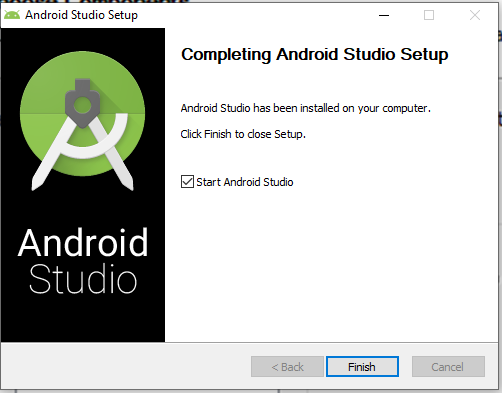 Android Studio Setup
Completing Android Studio Setup
Android Studio has been installed on your computer.
Click Finish to close Setup.
Start Android Studio
Android
Studio
< Back
Finish
Cancel